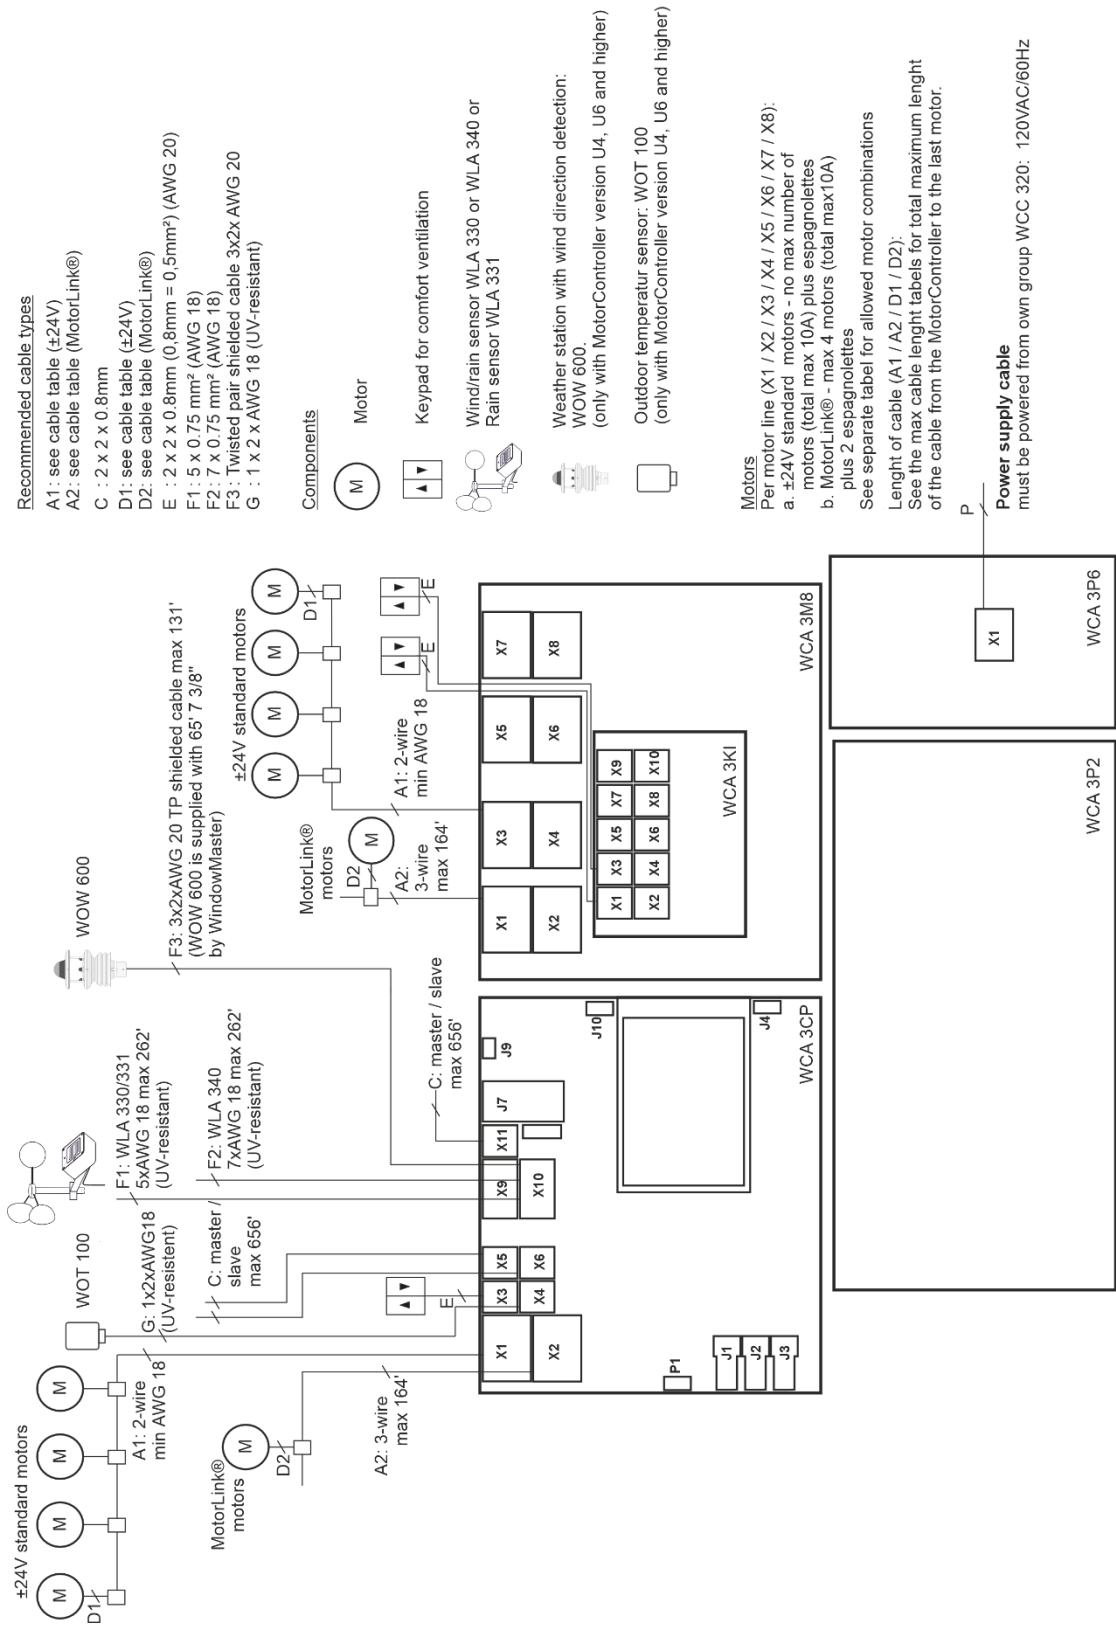 ±24V standard motors
M
M
M
M
D1
A1: 2-wire
min AWG 18
WOT 100
G: 1x2xAWG18
(UV-resistent)
MotorLink®
motors
M
D2
A2: 3-wire
max 164'
C: master /
slave
max 656'
E
F1: WLA 330/331
5xAWG 18 max 262'
(UV-resistant)
F2: WLA 340
7xAWG 18 max 262'
(UV-resistant)
WOW 600
F3: 3x2xAWG 20 TP shielded cable max 131'
(WOW 600 is supplied with 65' 7 3/8"
by WindowMaster)
C: master / slave
max 656'
X1
X2
X3
X4
X5
X6
X9
X10
X11
J7
J9
J10
J4
P1
J1
J2
J3
WCA 3CP
MotorLink®
motors
D2
M
A2:
3-wire
max 164'
±24V standard motors
M
M
M
M
D1
A1: 2-wire
min AWG 18
E
E
X1
X2
X3
X4
X5
X6
X7
X8
X1
X3
X5
X7
X9
X2
X4
X6
X8
X10
WCA 3KI
WCA 3M8
WCA 3P2
X1
P
WCA 3P6
Recommended cable types
A1 : see cable table (±24V)
A2: see cable table (MotorLink®)
C : 2 x 2 x 0.8mm
D1: see cable table (±24V)
D2: see cable table (MotorLink®)
E : 2 x 2 x 0.8mm (0,8mm = 0,5mm²) (AWG 20)
F1: 5 x 0.75 mm² (AWG 18)
F2: 7 x 0.75 mm² (AWG 18)
F3 : Twisted pair shielded cable 3x2x AWG 20
G : 1 x 2 x AWG 18 (UV-resistant)
Components
M
Motor
Keypad for comfort ventilation
Wind/rain sensor WLA 330 or WLA 340 or
Rain sensor WLA 331
Weather station with wind direction detection:
WOW 600.
(only with MotorController version U4, U6 and higher)
Outdoor temperatur sensor: WOT 100
(only with MotorController version U4, U6 and higher)
Motors
Per motor line (X1 / X2 / X3 / X4 / X5 / X6 / X7 / X8):
a. ±24V standard motors - no max number of
motors (total max 10A) plus espagnolettes
b. MotorLink® - max 4 motors (total max10A)
plus 2 espagnolettes
See separate tabel for allowed motor combinations
Lenght of cable (A1 / A2 / D1 / D2):
See the max cable lenght tabels for total maximum lenght
of the cable from the MotorController to the last motor.
Power supply cable
must be powered from own group WCC 320: 120VAC/60Hz